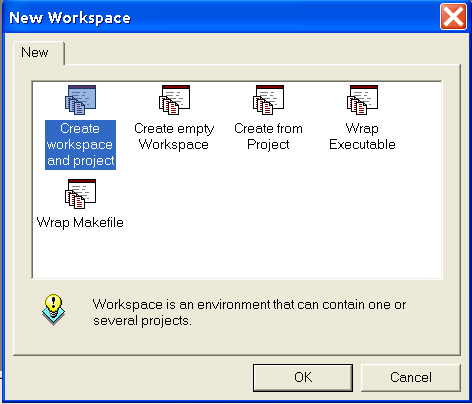 New Workspace
New
Create workspace and project
Create empty Workspace
Create from Project
Wrap Executable
Wrap Makefile
Workspace is an environment that can contain one or
several projects.
OK
Cancel